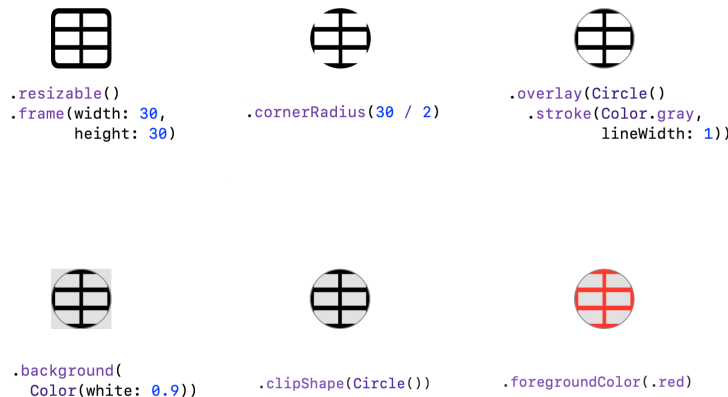 .resizable()
.frame(width: 30,
height: 30)
.cornerRadius(30 / 2)
.overlay(Circle()
.stroke(Color.gray,
lineWidth: 1))
.background(
Color(white: 0.9))
.clipShape(Circle())
.foregroundColor(.red)